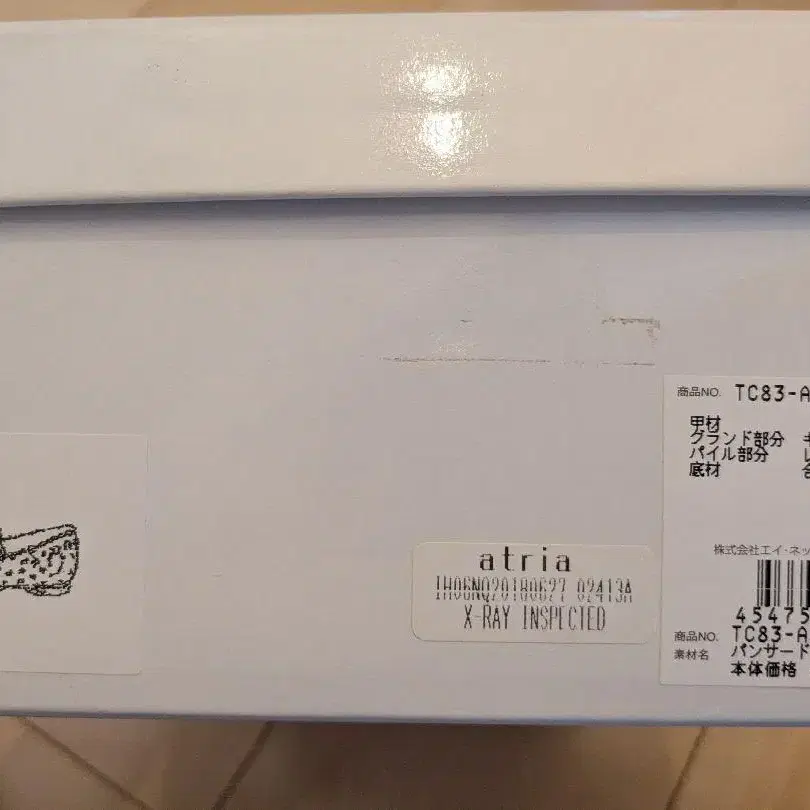 atria
1H06NQ20180627 02413A
X-RAY INSPECTED
商品NO. TC83-A
甲材
グランド部分
パイル部分
底材
株式会社エイ・ネッ
45475
商品NO. TC83-A
素材名 パンサード
本体価格